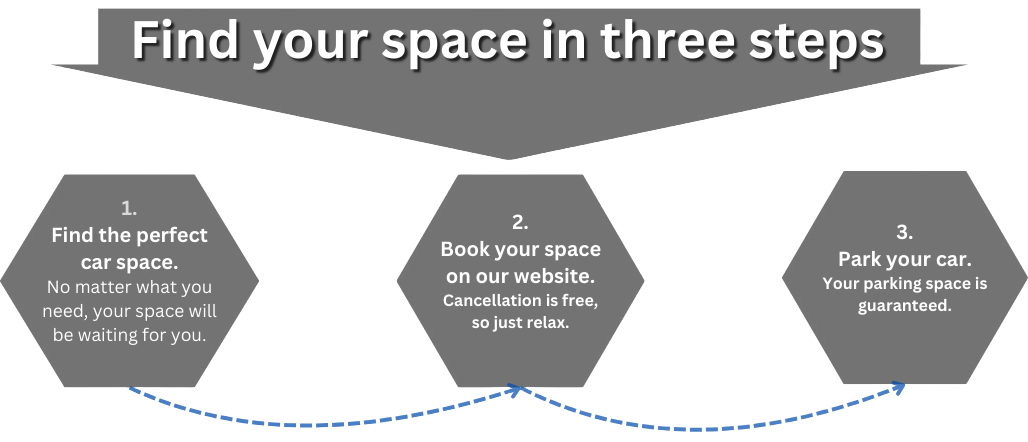 Find your space in three steps
1.
Find the perfect
car space.
No matter what you
need, your space will
be waiting for you.
2.
Book your space
on our website.
Cancellation is free,
so just relax.
3.
Park your car.
Your parking space is
guaranteed.